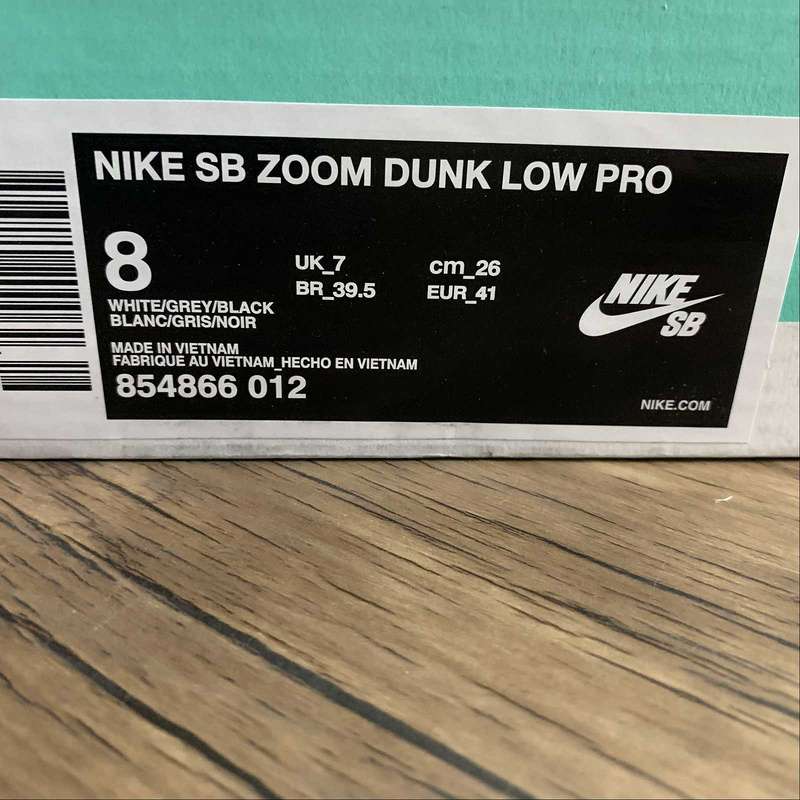 NIKE SB ZOOM DUNK LOW PRO
8
UK_7 cm_26
BR_39.5 EUR_41
WHITE/GREY/BLACK
BLANC/GRIS/NOIR
MADE IN VIETNAM
FABRIQUE AU VIETNAM_HECHO EN VIETNAM
854866 012
NIKE
SB
NIKE.COM